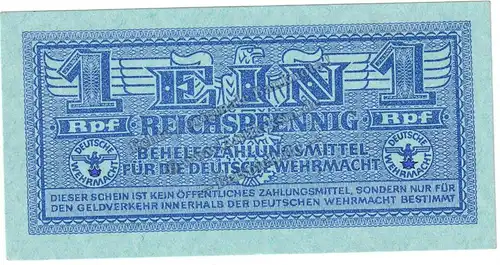 1 EIN 1
Rpf REICHSPFENNIG Rpf
BEHELFSZAHLUNGSMITTEL
FÜR DIE DEUTSCHE WEHRMACHT
DEUTSCHE WEHRMACHT
DEUTSCHE WEHRMACHT
DIESER SCHEIN IST KEIN ÖFFENTLICHES ZAHLUNGSMITTEL, SONDERN NUR FÜR
DEN GELDVERKEHR INNERHALB DER DEUTSCHEN WEHRMACHT BESTIMMT